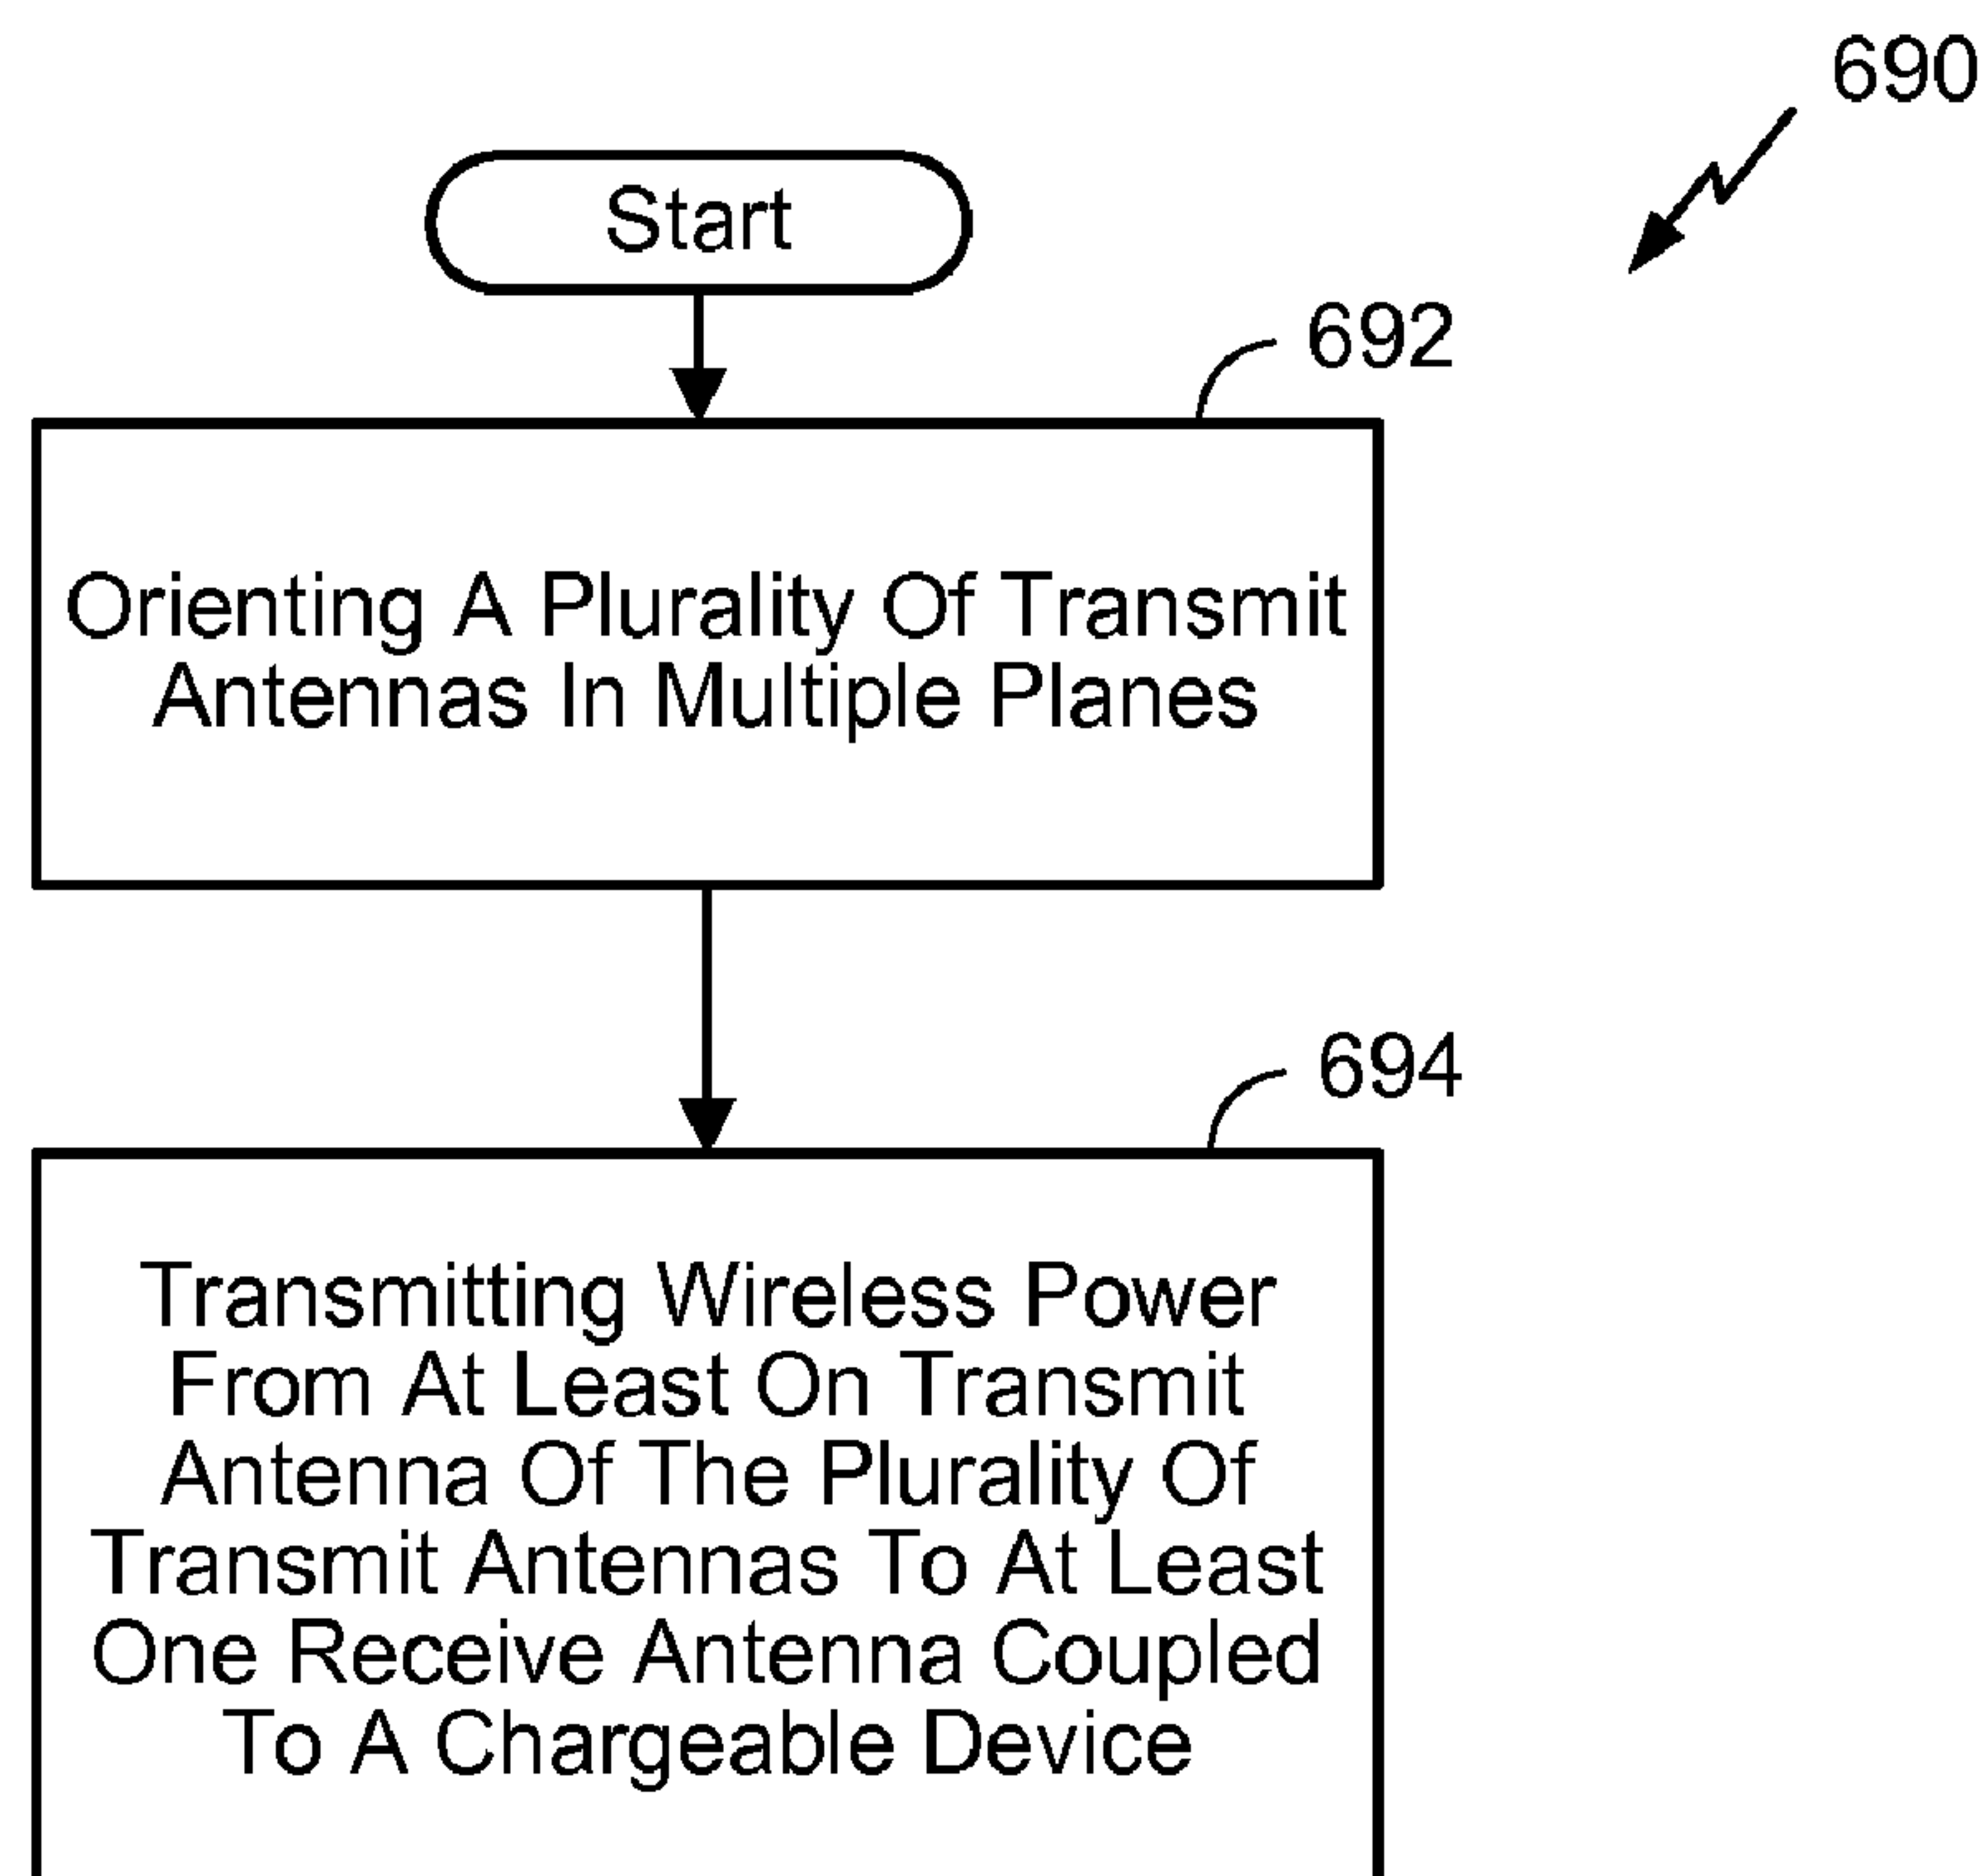 690
Start
692
Orienting A Plurality Of Transmit
Antennas In Multiple Planes
694
Transmitting Wireless Power
From At Least On Transmit
Antenna Of The Plurality Of
Transmit Antennas To At Least
One Receive Antenna Coupled
To A Chargeable Device